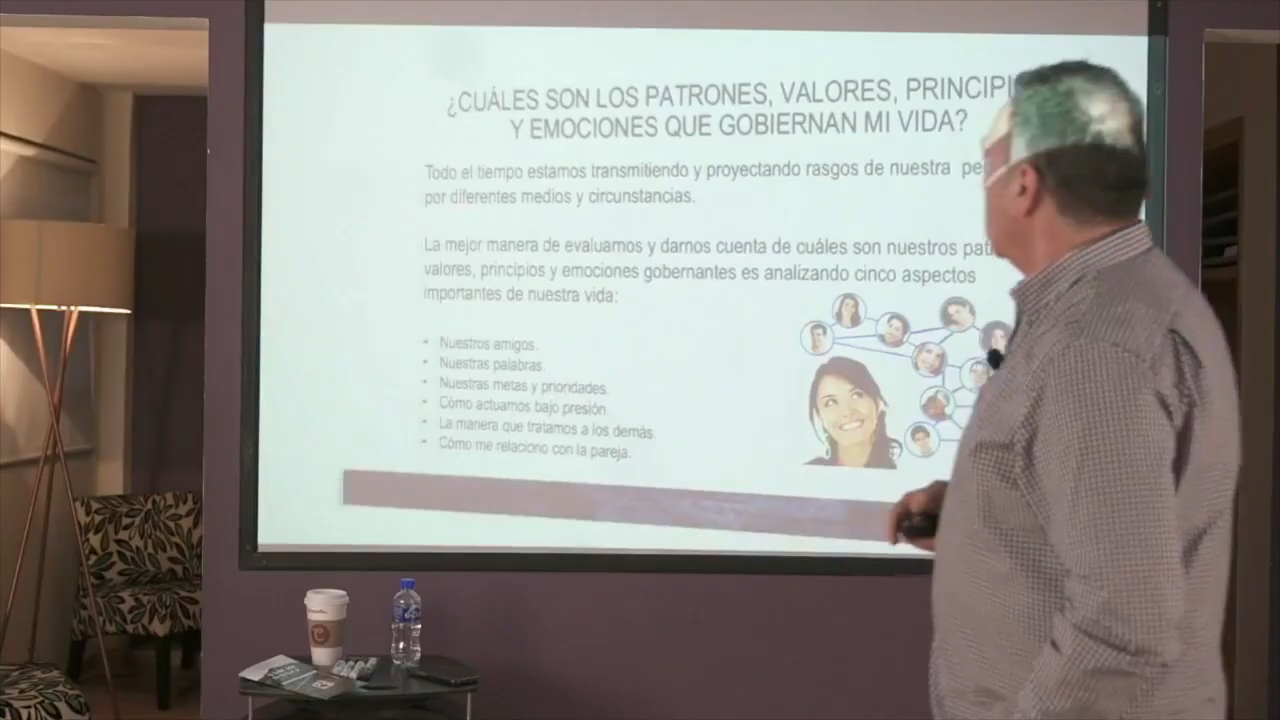 ¿CUÁLES SON LOS PATRONES, VALORES, PRINCIPI
Y EMOCIONES QUE GOBIERNAN MI VIDA?
Todo el tiempo estamos transmitiendo y proyectando rasgos de nuestra pe
por diferentes medios y circunstancias.
La mejor manera de evaluarnos y darnos cuenta de cuáles son nuestros pat
valores, principios y emociones gobernantes es analizando cinco aspectos
importantes de nuestra vida:
- Nuestros amigos.
- Nuestras palabras.
- Nuestras metas y prioridades.
- Cómo actuamos bajo presión.
- La manera que tratamos a los demás.
- Cómo me relaciono con la pareja.